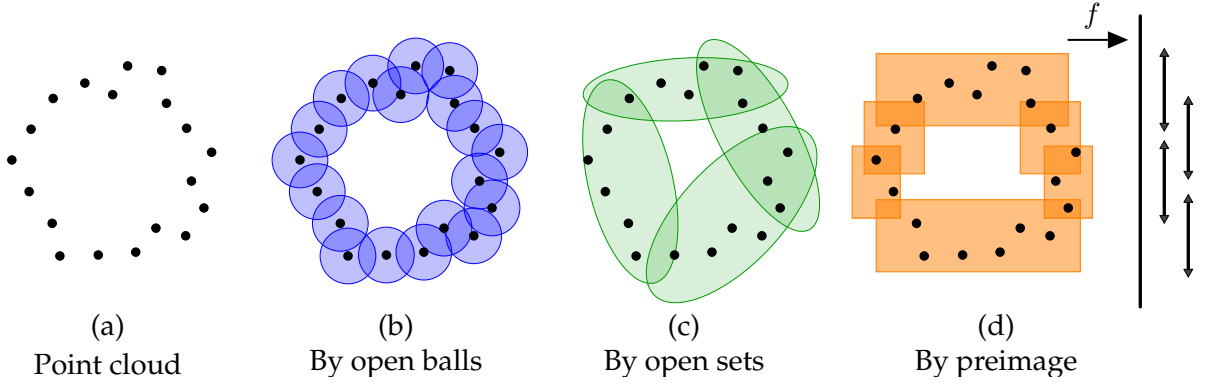 f
(a)
Point cloud
(b)
By open balls
(c)
By open sets
(d)
By preimage